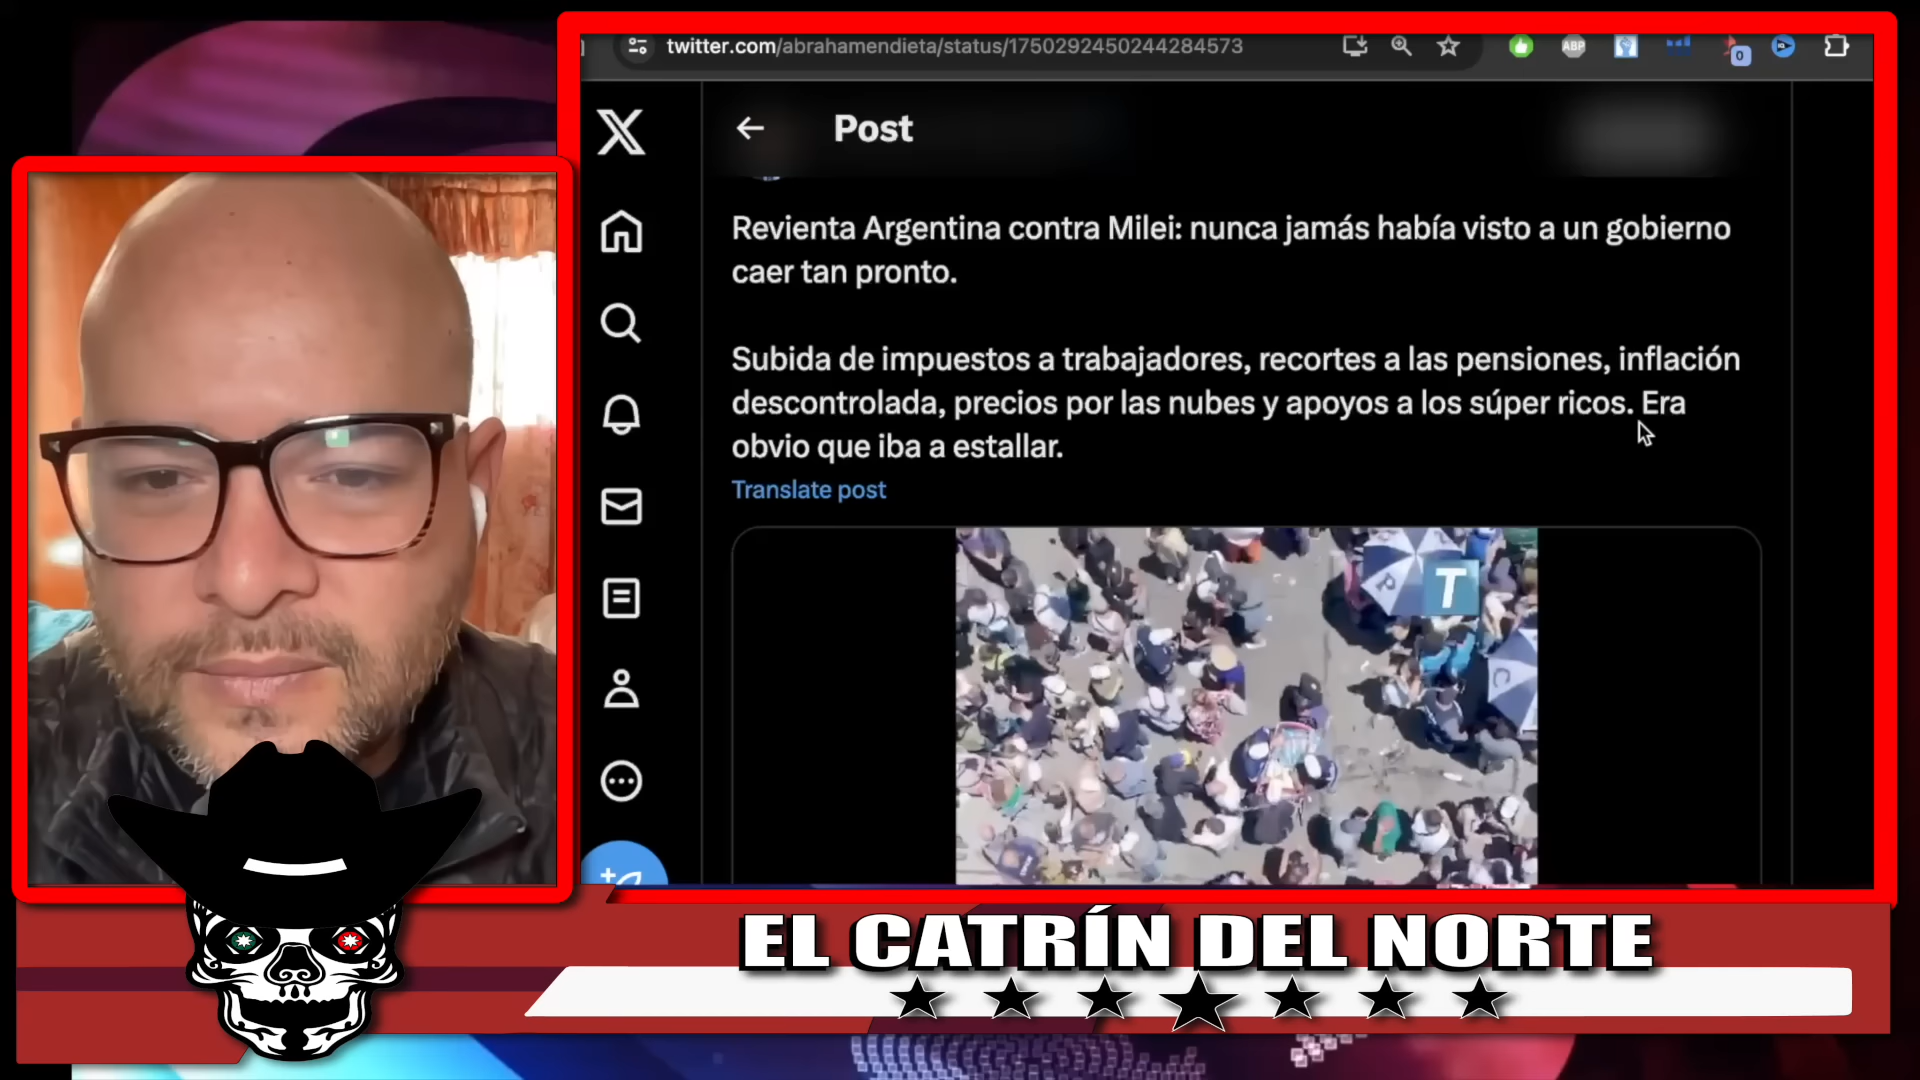 twitter.com/abrahamendieta/status/1750292450244284573
ABP
0
Post
Revienta Argentina contra Milei: nunca jamás había visto a un gobierno
caer tan pronto.
Subida de impuestos a trabajadores, recortes a las pensiones, inflación
descontrolada, precios por las nubes y apoyos a los súper ricos. Era
obvio que iba a estallar.
Translate post
T
EL CATRÍN DEL NORTE